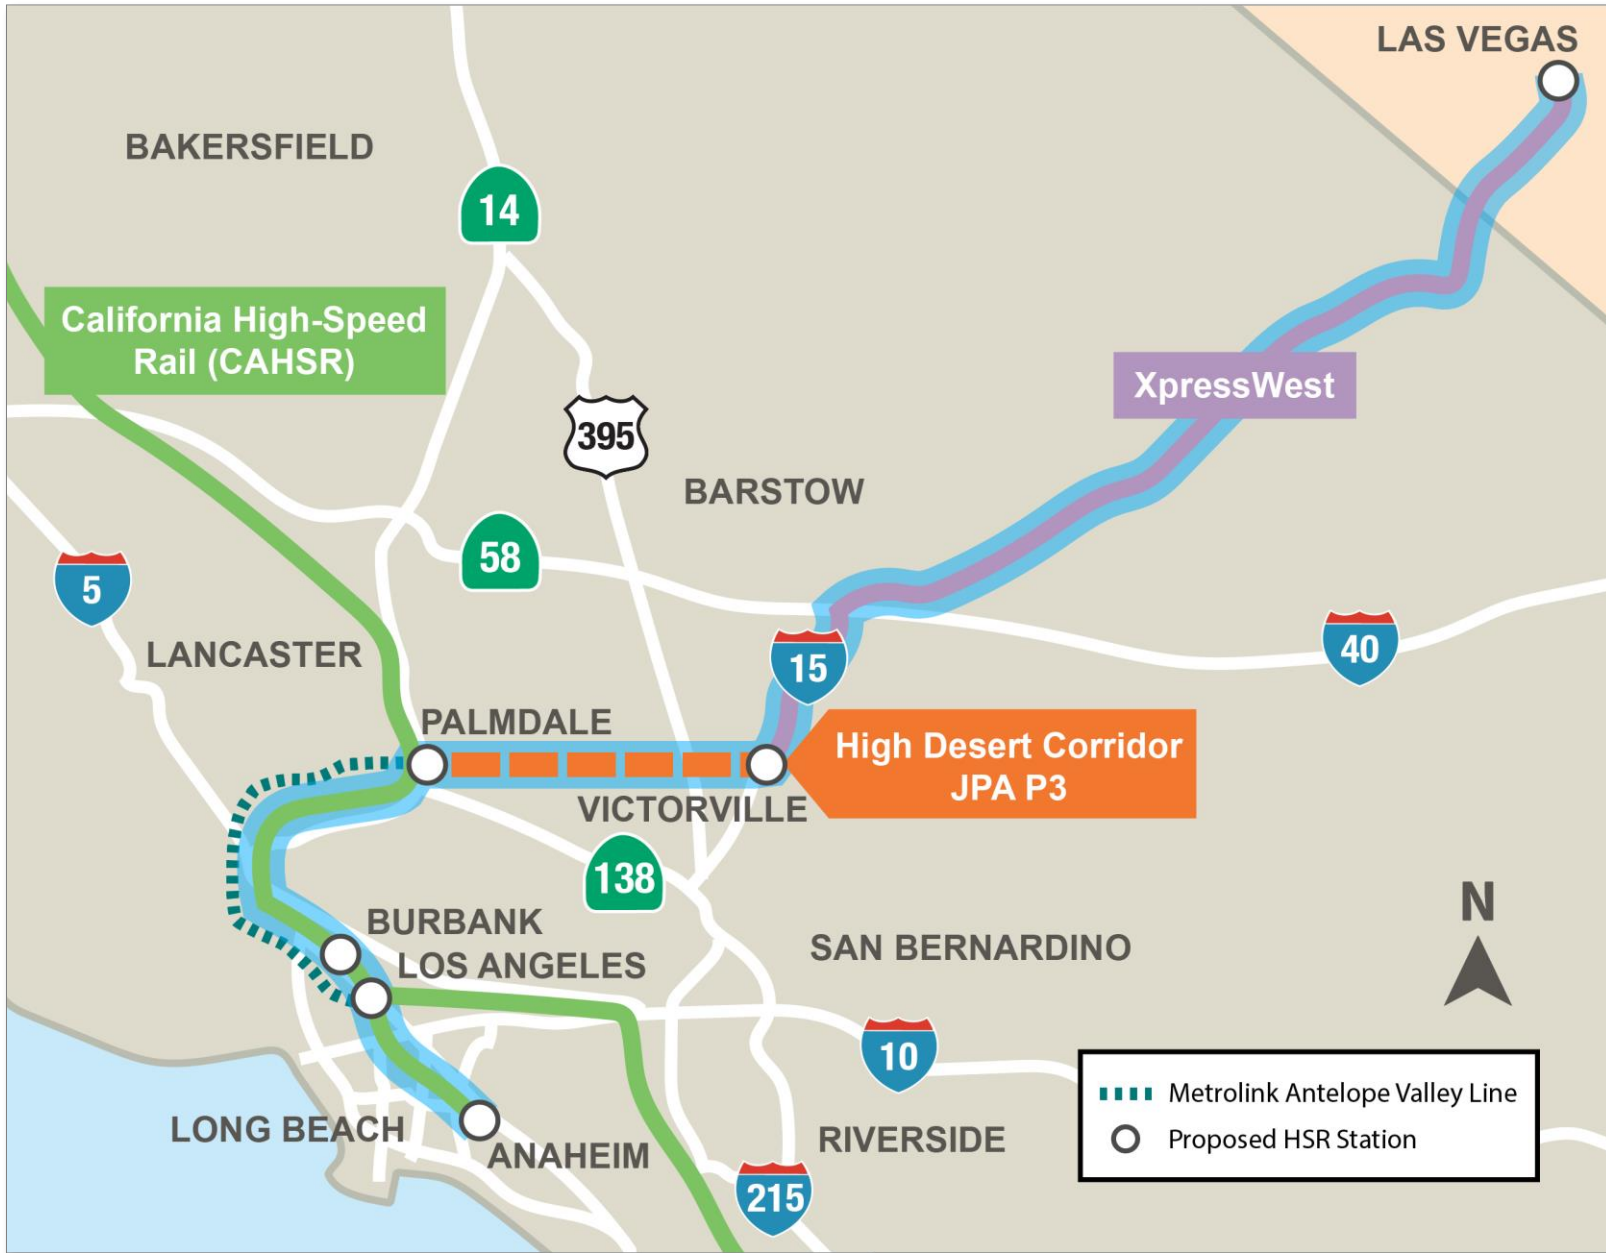 LAS VEGAS
BAKERSFIELD
14
California High-Speed
Rail (CAHSR)
XpressWest
395
BARSTOW
58
5
LANCASTER
15
40
PALMDALE
High Desert Corridor
JPA P3
VICTORVILLE
138
BURBANK
LOS ANGELES
SAN BERNARDINO
N
10
LONG BEACH
ANAHEIM
RIVERSIDE
215
Metrolink Antelope Valley Line
Proposed HSR Station